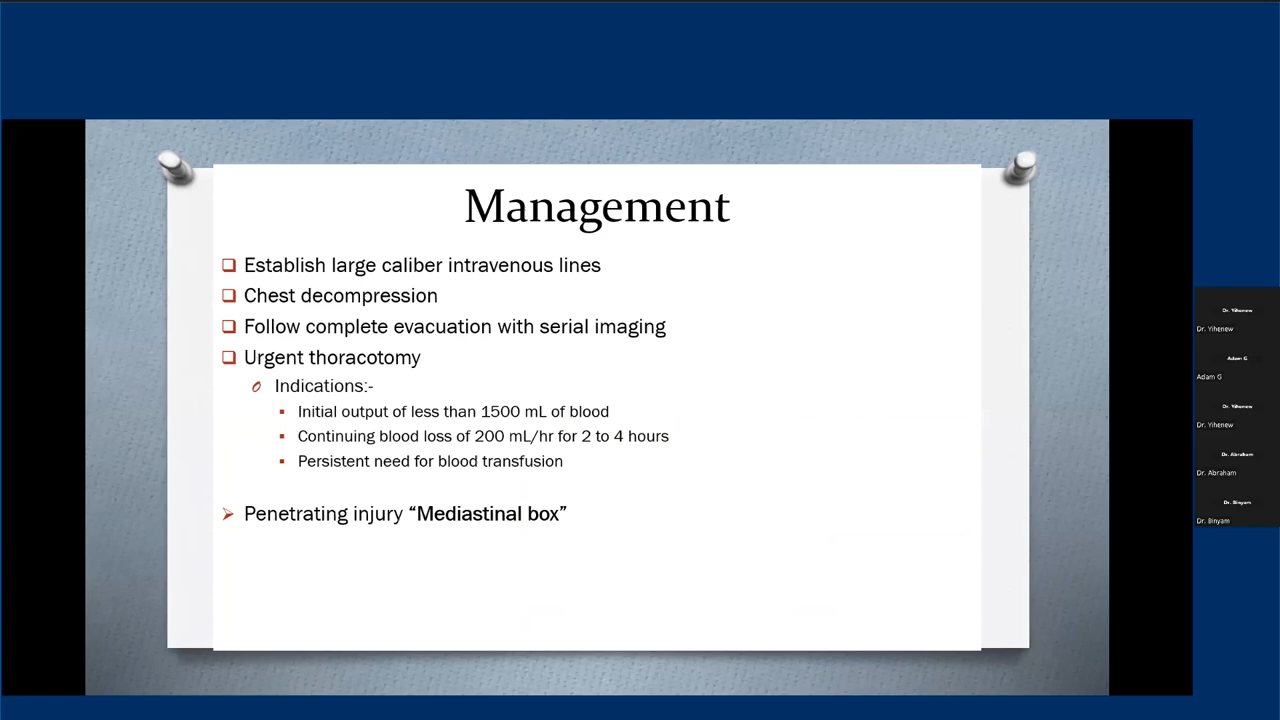 Management
Establish large caliber intravenous lines
Chest decompression
Follow complete evacuation with serial imaging
Urgent thoracotomy
Indications:-
Initial output of less than 1500 mL of blood
Continuing blood loss of 200 mL/hr for 2 to 4 hours
Persistent need for blood transfusion
Penetrating injury “Mediastinal box”
Dr. Yihenew
Dr. Yihenew
Adam G
Adam G
Dr. Yihenew
Dr. Yihenew
Dr. Abraham
Dr. Abraham
Dr. Binyam
Dr. Binyam